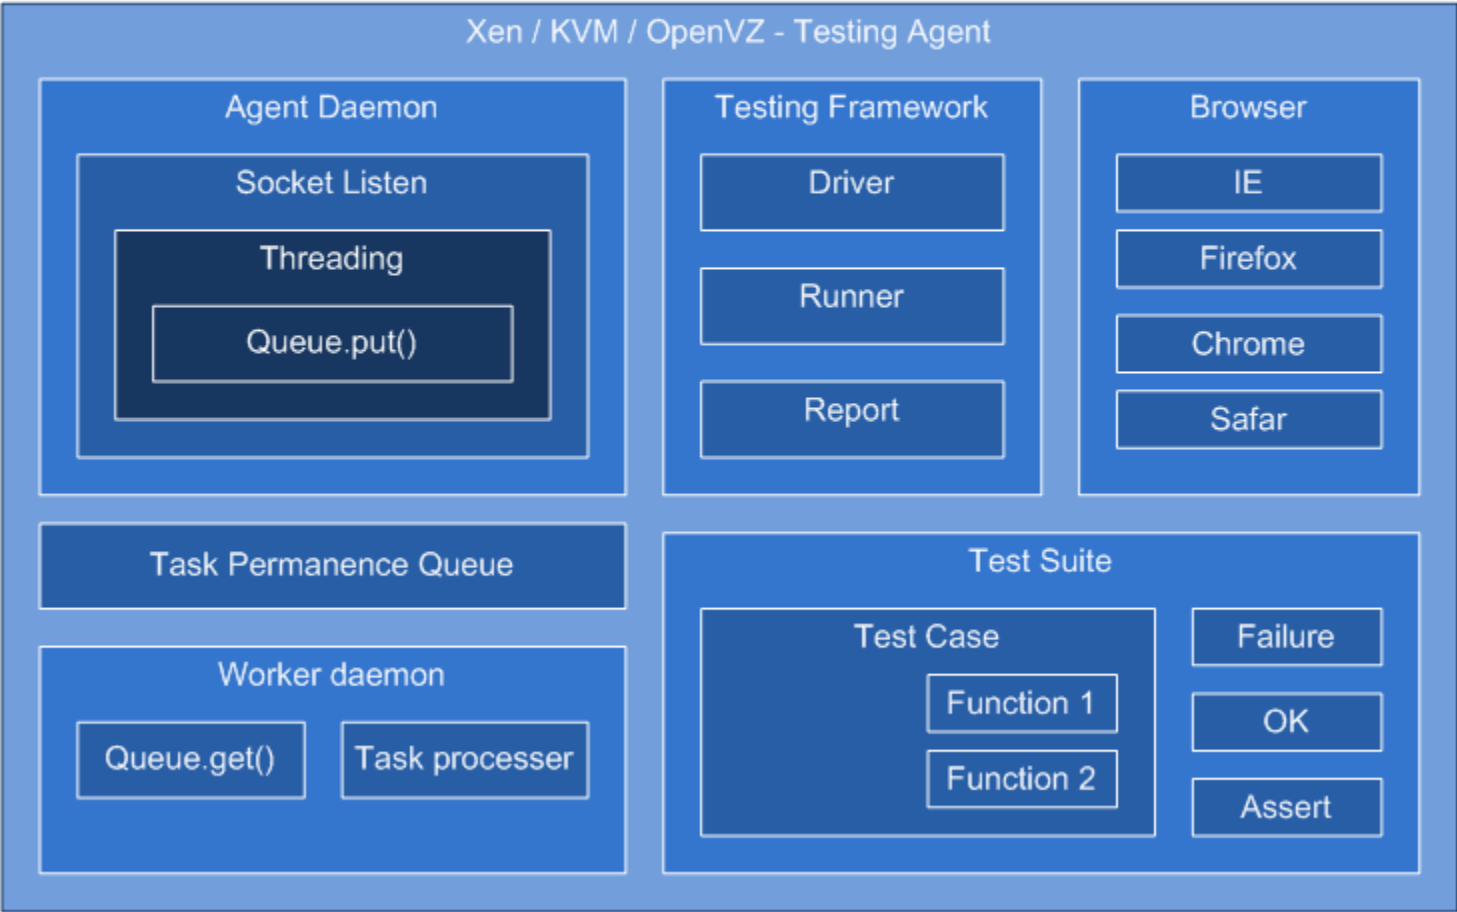 Xen / KVM / OpenVZ - Testing Agent
Agent Daemon
Socket Listen
Threading
Queue.put()
Testing Framework
Driver
Runner
Report
Browser
IE
Firefox
Chrome
Safar
Task Permanence Queue
Worker daemon
Queue.get()
Task processer
Test Suite
Test Case
Function 1
Function 2
Failure
OK
Assert